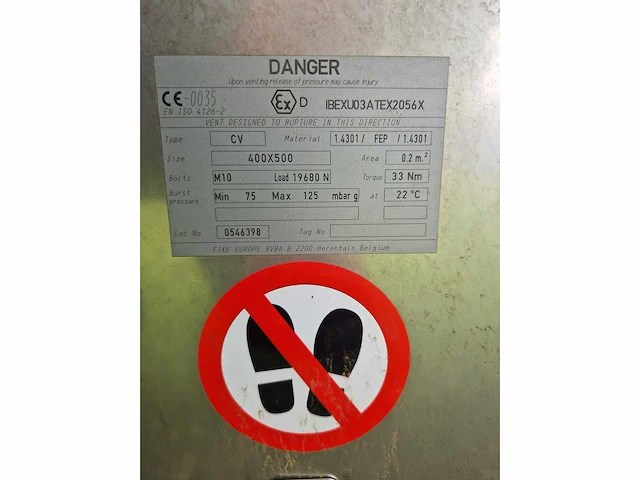 DANGER
Upon venting release of pressure may cause injury
CE-0035 Ex D IBEXU03ATEX2056X
EN ISO 4126-2
VENT DESIGNED TO RUPTURE IN THIS DIRECTION
Type CV Material 1.4301/ FEP /1.4301
Size 400X500 Area 0,2 m.²
Bolts M10 Load 19680 N Torque 33 Nm
Burst pressure Min 75 Max 125 mbar g at 22 °C
Lot No 0546398 Tag No
FIKE EUROPE BVBA B 2200 Herentals Belgium